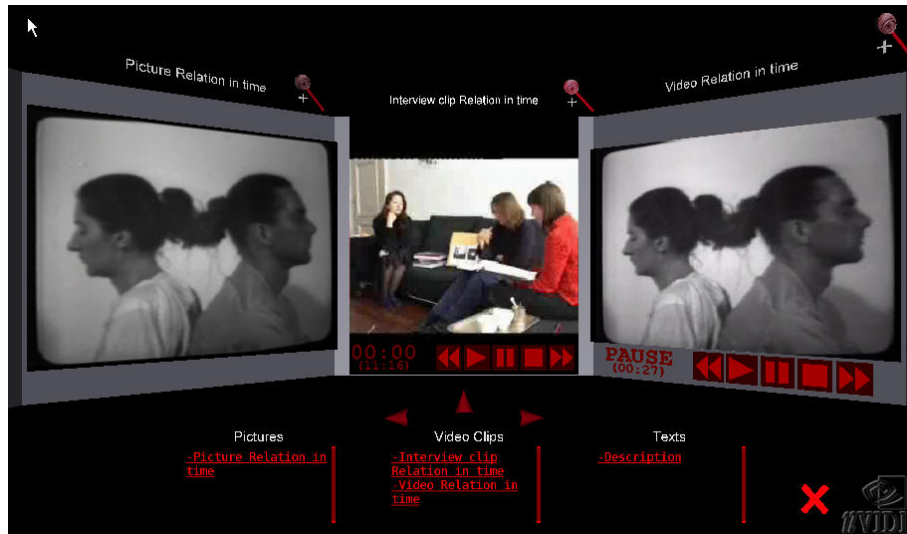 Picture Relation in time
Interview clip Relation in time
Video Relation in time
00:00
(11:16)
PAUSE
(00:27)
Pictures
-Picture Relation in
time
Video Clips
-Interview clip
Relation in time
-Video Relation in
time
Texts
-Description
nVIDI